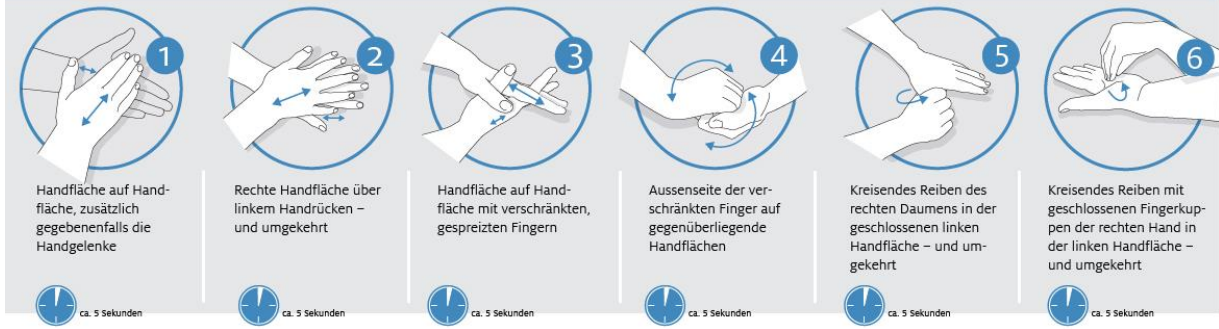 1
Handfläche auf Hand-
fläche, zusätzlich
gegebenenfalls die
Handgelenke
ca. 5 Sekunden
2
Rechte Handfläche über
linkem Handrücken –
und umgekehrt
ca. 5 Sekunden
3
Handfläche auf Hand-
fläche mit verschränkten,
gespreizten Fingern
ca. 5 Sekunden
4
Aussenseite der ver-
schränkten Finger auf
gegenüberliegende
Handflächen
ca. 5 Sekunden
5
Kreisendes Reiben des
rechten Daumens in der
geschlossenen linken
Handfläche – und um-
gekehrt
ca. 5 Sekunden
6
Kreisendes Reiben mit
geschlossenen Fingerkup-
pen der rechten Hand in
der linken Handfläche –
und umgekehrt
ca. 5 Sekunden